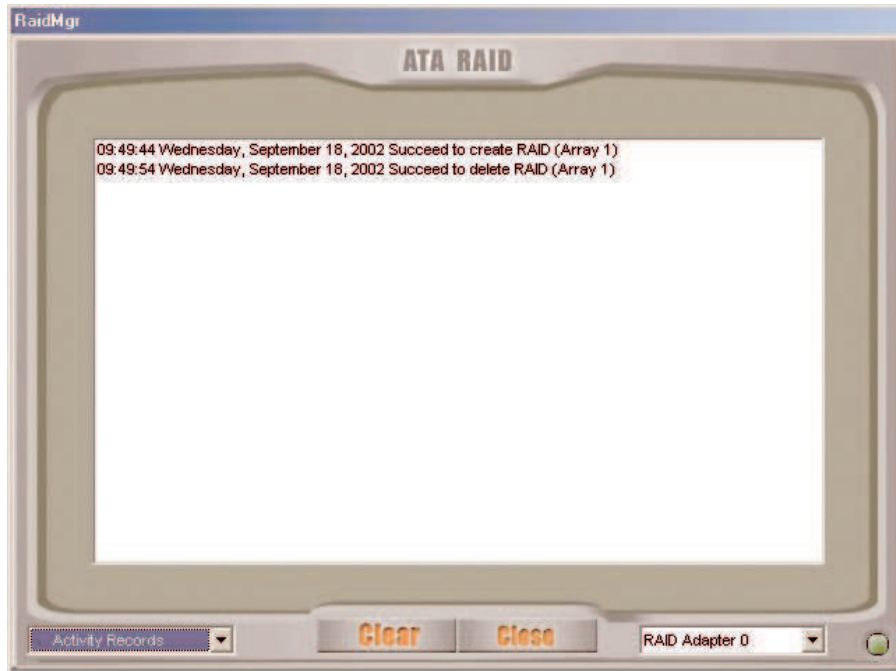 RaidMgr
ATA RAID
09:49:44 Wednesday, September 18, 2002 Succeed to create RAID (Array 1)
09:49:54 Wednesday, September 18, 2002 Succeed to delete RAID (Array 1)
Activity Records
Clear
Close
RAID Adapter 0